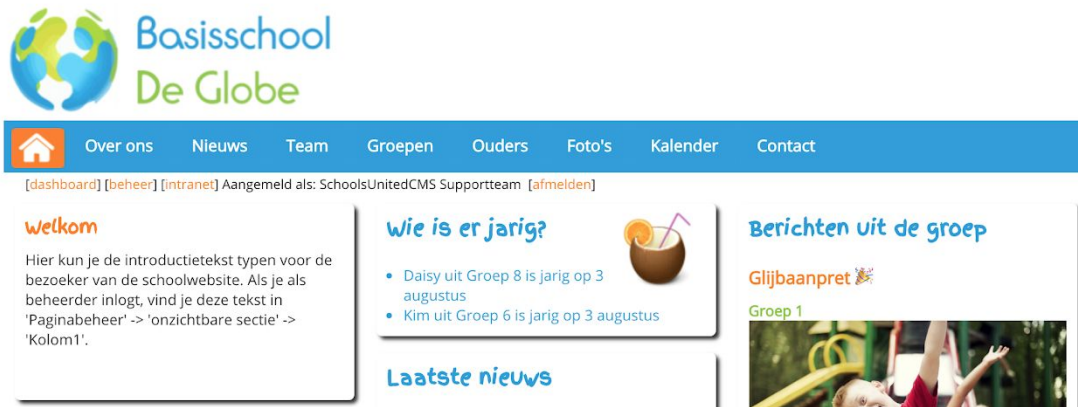 Basisschool
De Globe
Over ons Nieuws Team Groepen Ouders Foto's Kalender Contact
[dashboard] [beheer] [intranet] Aangemeld als: SchoolsUnitedCMS Supportteam [afmelden]
Welkom
Hier kun je de introductietekst typen voor de
bezoeker van de schoolwebsite. Als je als
beheerder inlogt, vind je deze tekst in
'Paginabeheer' -> 'onzichtbare sectie' ->
'Kolom1'.
Wie is er jarig?
• Daisy uit Groep 8 is jarig op 3
augustus
• Kim uit Groep 6 is jarig op 3 augustus
Laatste nieuws
Berichten uit de groep
Glijbaanpret 🎉
Groep 1